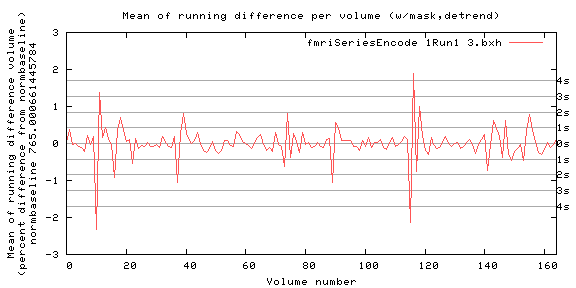 Mean of running difference per volume (w/mask,detrend)
fmriSeriesEncode 1Run1 3.bxh
Mean of running difference volume
(percent difference from normbaseline)
normbaseline 765.000661445784
3
2
1
0
-1
-2
-3
4s
3s
2s
1s
0
1s
2s
3s
4s
0 20 40 60 80 100 120 140 160
Volume number